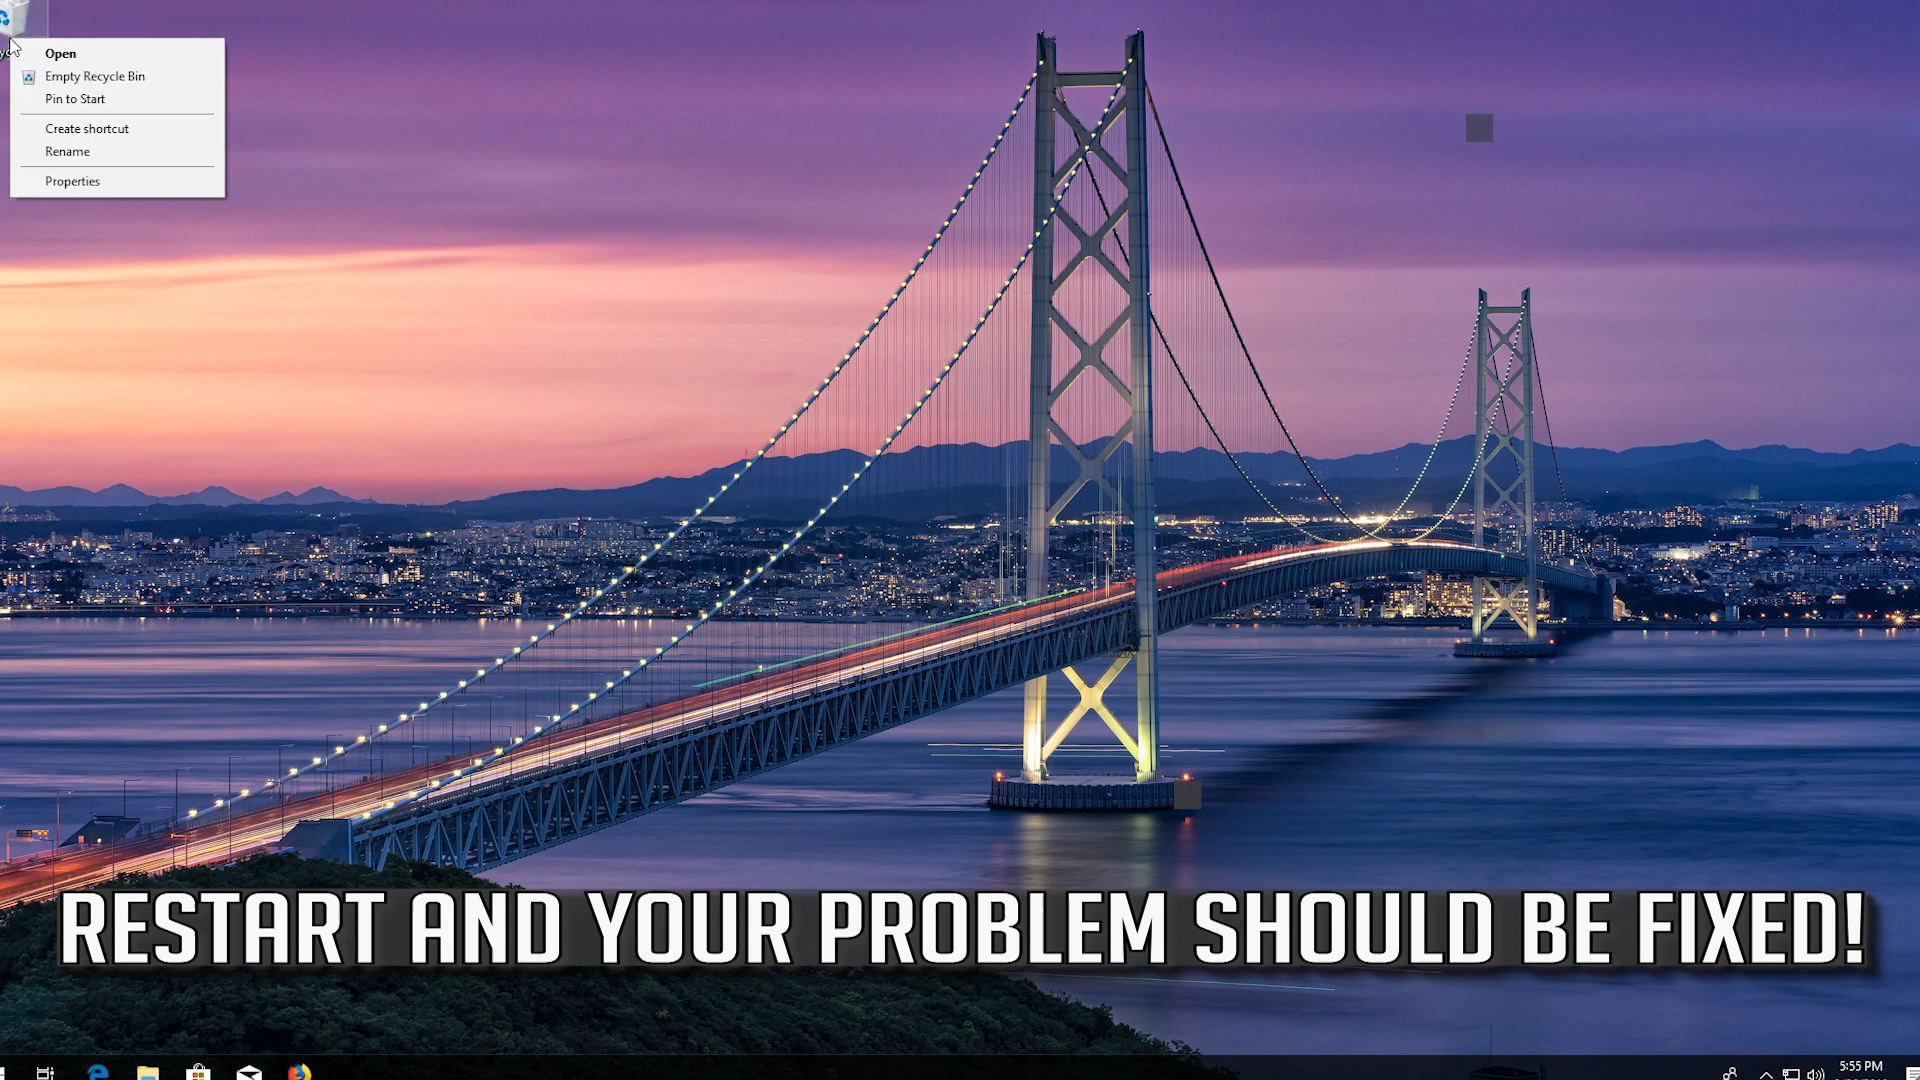 Open
Empty Recycle Bin
Pin to Start
Create shortcut
Rename
Properties
RESTART AND YOUR PROBLEM SHOULD BE FIXED!
5:55 PM